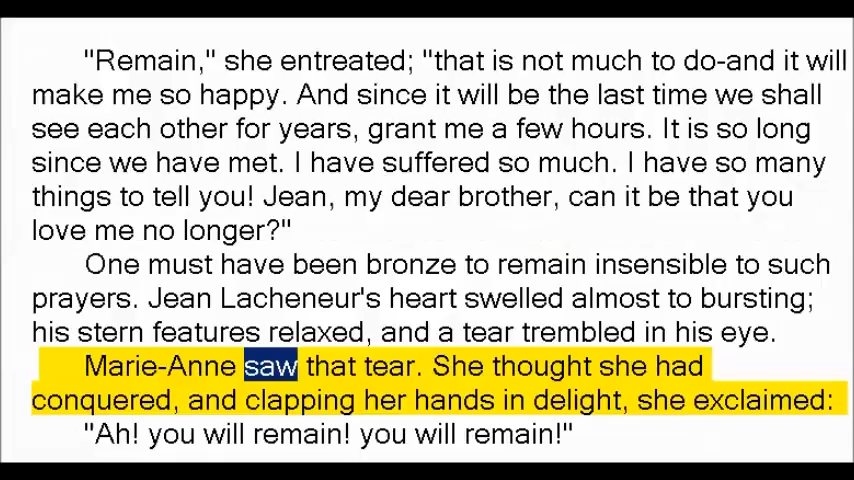 "Remain," she entreated; "that is not much to do-and it will
make me so happy. And since it will be the last time we shall
see each other for years, grant me a few hours. It is so long
since we have met. I have suffered so much. I have so many
things to tell you! Jean, my dear brother, can it be that you
love me no longer?"
One must have been bronze to remain insensible to such
prayers. Jean Lacheneur's heart swelled almost to bursting;
his stern features relaxed, and a tear trembled in his eye.
Marie-Anne saw that tear. She thought she had
conquered, and clapping her hands in delight, she exclaimed:
"Ah! you will remain! you will remain!"